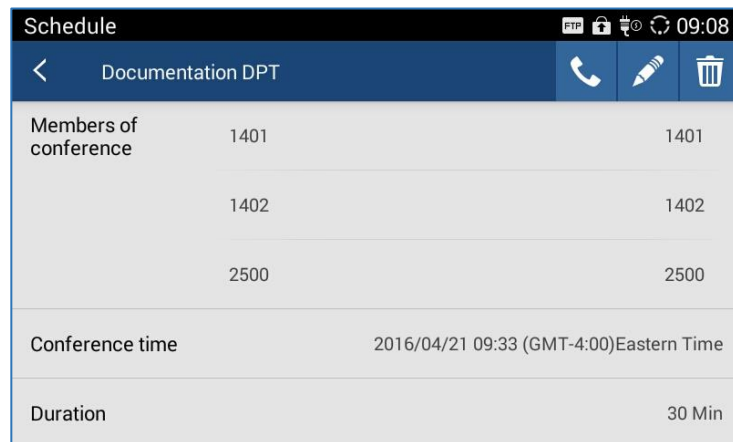 Schedule FTP 09:08
Documentation DPT
Members of
conference
1401 1401
1402 1402
2500 2500
Conference time 2016/04/21 09:33 (GMT-4:00)Eastern Time
Duration 30 Min